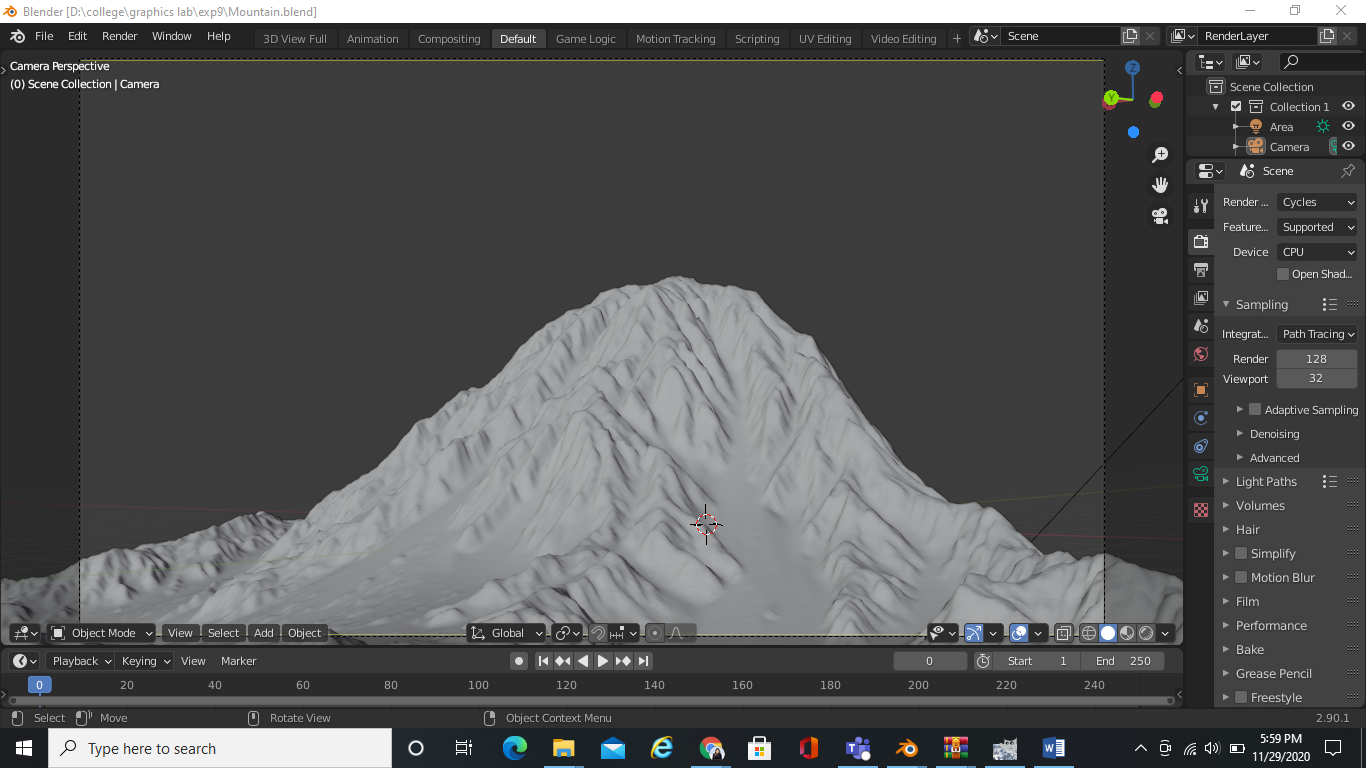 Blender [D:\college\graphics lab\exp9\Mountain.blend]
File Edit Render Window Help
3D View Full Animation Compositing Default Game Logic Motion Tracking Scripting UV Editing Video Editing + Scene RenderLayer
Camera Perspective
(0) Scene Collection | Camera
Z
Y
Scene Collection
Collection 1
Area
Camera
Scene
Render ... Cycles
Feature... Supported
Device CPU
Open Shad...
Sampling
Integrat... Path Tracing
Render 128
Viewport 32
Adaptive Sampling
Denoising
Advanced
Light Paths
Volumes
Hair
Simplify
Motion Blur
Film
Performance
Bake
Grease Pencil
Freestyle
Object Mode View Select Add Object Global
Playback Keying View Marker 0 Start 1 End 250
0 20 40 60 80 100 120 140 160 180 200 220 240
Select Move Rotate View Object Context Menu 2.90.1
Type here to search
5:59 PM
11/29/2020